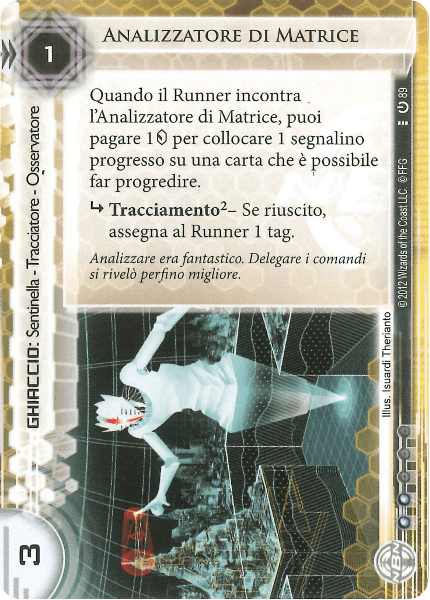 1
ANALIZZATORE DI MATRICE
Quando il Runner incontra
l'Analizzatore di Matrice, puoi
pagare 1 per collocare 1 segnalino
progresso su una carta che è possibile
far progredire.
↳ Tracciamento²– Se riuscito,
assegna al Runner 1 tag.
Analizzare era fantastico. Delegare i comandi
si rivelò perfino migliore.
GHIACCIO: Sentinella - Tracciatore - Osservatore
3
Illus. Isuardi Therianto
© 2012 Wizards of the Coast LLC. © FFG
89
NBN